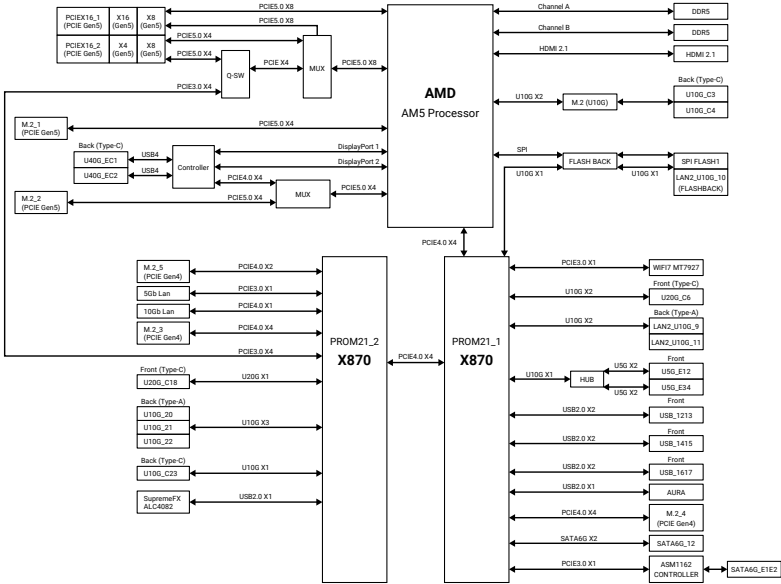 PCIEX16_1
(PCIE Gen5)
X16
(Gen5)
X8
(Gen5)
PCIEX16_2
(PCIE Gen5)
X4
(Gen5)
X8
(Gen5)
PCIE5.0 X8
PCIE5.0 X8
PCIE5.0 X4
PCIE5.0 X4
Q-SW
PCIE X4
MUX
PCIE5.0 X8
PCIE3.0 X4
M.2_1
(PCIE Gen5)
PCIE5.0 X4
Back (Type-C)
U40G_EC1
U40G_EC2
USB4
USB4
Controller
DisplayPort 1
DisplayPort 2
PCIE4.0 X4
PCIE5.0 X4
MUX
PCIE5.0 X4
M.2_2
(PCIE Gen5)
AMD
AM5 Processor
Channel A
DDR5
Channel B
DDR5
HDMI 2.1
HDMI 2.1
U10G X2
M.2 (U10G)
Back (Type-C)
U10G_C3
U10G_C4
SPI
FLASH BACK
U10G X1
U10G X1
SPI FLASH1
LAN2_U10G_10
(FLASHBACK)
PCIE4.0 X4
M.2_5
(PCIE Gen4)
PCIE4.0 X2
5Gb Lan
PCIE3.0 X1
10Gb Lan
PCIE4.0 X1
M.2_3
(PCIE Gen4)
PCIE4.0 X4
PCIE3.0 X4
Front (Type-C)
U20G_C18
U20G X1
Back (Type-A)
U10G_20
U10G_21
U10G_22
U10G X3
Back (Type-C)
U10G_C23
U10G X1
SupremeFX
ALC4082
USB2.0 X1
PROM21_2
X870
PCIE4.0 X4
PROM21_1
X870
PCIE3.0 X1
WIFI7 MT7927
U10G X2
Front (Type-C)
U20G_C6
U10G X2
Back (Type-A)
LAN2_U10G_9
LAN2_U10G_11
U10G X1
HUB
U5G X2
U5G X2
Front
U5G_E12
U5G_E34
USB2.0 X2
Front
USB_1213
USB2.0 X2
Front
USB_1415
USB2.0 X2
Front
USB_1617
USB2.0 X1
AURA
PCIE4.0 X4
M.2_4
(PCIE Gen4)
SATA6G X2
SATA6G_12
PCIE3.0 X1
ASM1162
CONTROLLER
SATA6G_E1E2